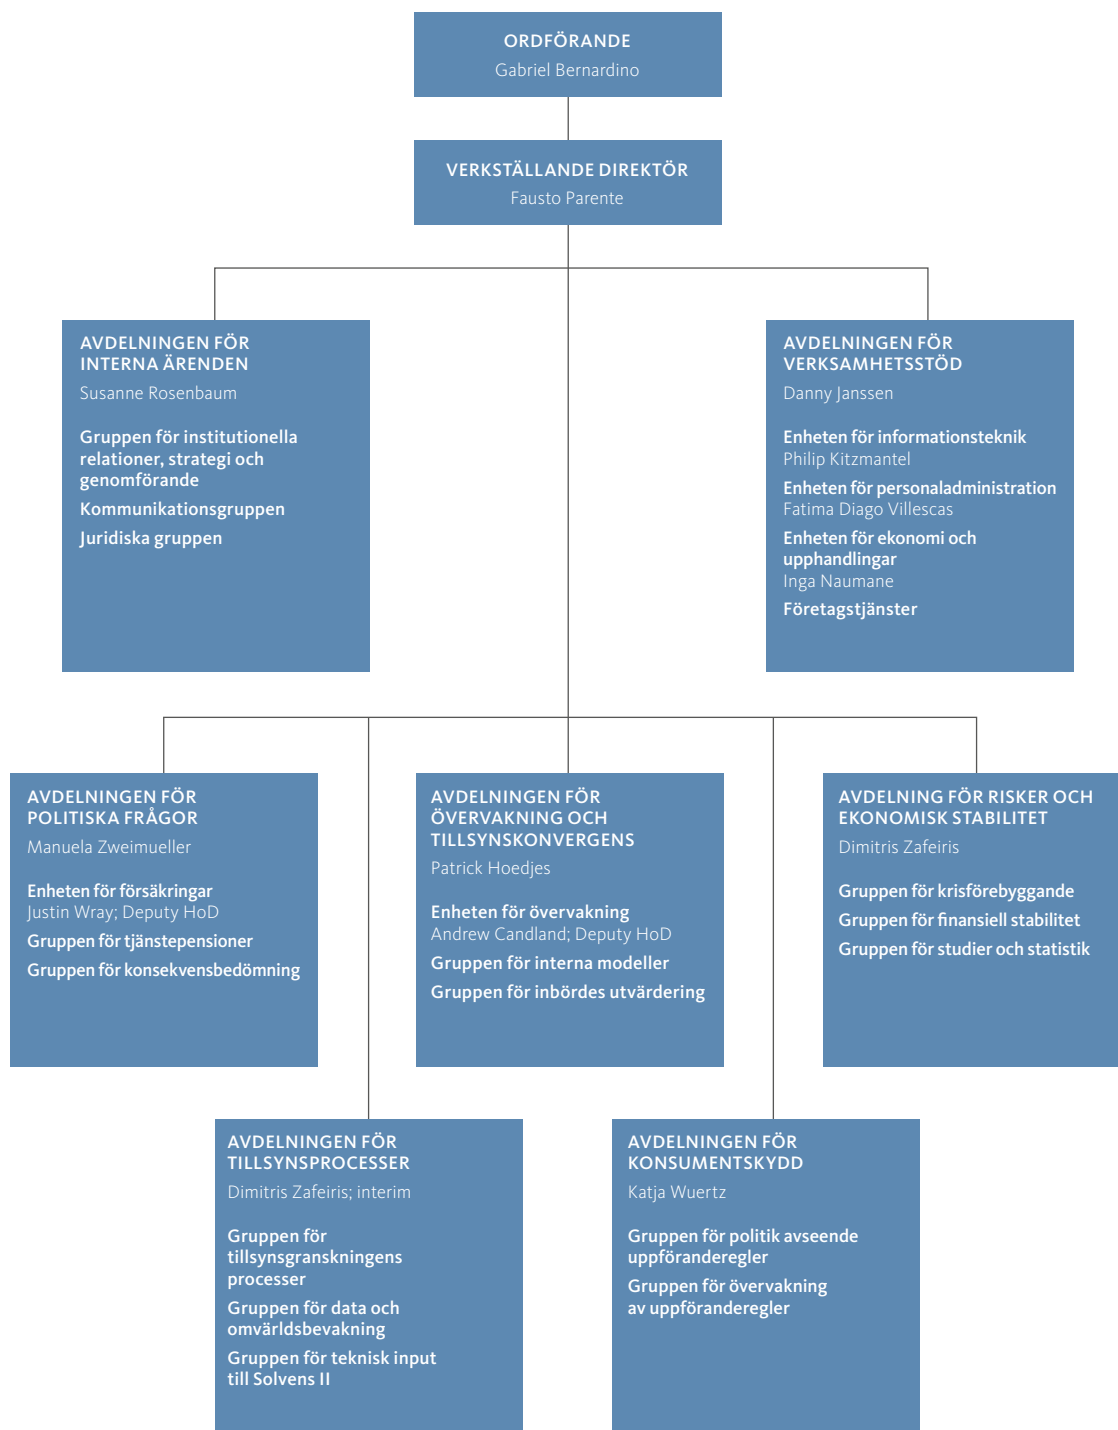 ORDFÖRANDE
Gabriel Bernardino
VERKSTÄLLANDE DIREKTÖR
Fausto Parente
AVDELNINGEN FÖR
INTERNA ÄRENDEN
Susanne Rosenbaum
Gruppen för institutionella
relationer, strategi och
genomförande
Kommunikationsgruppen
Juridiska gruppen
AVDELNINGEN FÖR
VERKSAMHETSSTÖD
Danny Janssen
Enheten för informationsteknik
Philip Kitzmantel
Enheten för personaladministration
Fatima Diago Villescas
Enheten för ekonomi och
upphandlingar
Inga Naumane
Företagstjänster
AVDELNINGEN FÖR
POLITISKA FRÅGOR
Manuela Zweimueller
Enheten för försäkringar
Justin Wray; Deputy HoD
Gruppen för tjänstepensioner
Gruppen för konsekvensbedömning
AVDELNINGEN FÖR
ÖVERVAKNING OCH
TILLSYNSKONVERGENS
Patrick Hoedjes
Enheten för övervakning
Andrew Candland; Deputy HoD
Gruppen för interna modeller
Gruppen för inbördes utvärdering
AVDELNING FÖR RISKER OCH
EKONOMISK STABILITET
Dimitris Zafeiris
Gruppen för krisförebyggande
Gruppen för finansiell stabilitet
Gruppen för studier och statistik
AVDELNINGEN FÖR
TILLSYNSPROCESSER
Dimitris Zafeiris; interim
Gruppen för
tillsynsgranskningens
processer
Gruppen för data och
omvärldsbevakning
Gruppen för teknisk input
till Solvens II
AVDELNINGEN FÖR
KONSUMENTSKYDD
Katja Wuertz
Gruppen för politik avseende
uppföranderegler
Gruppen för övervakning
av uppföranderegler